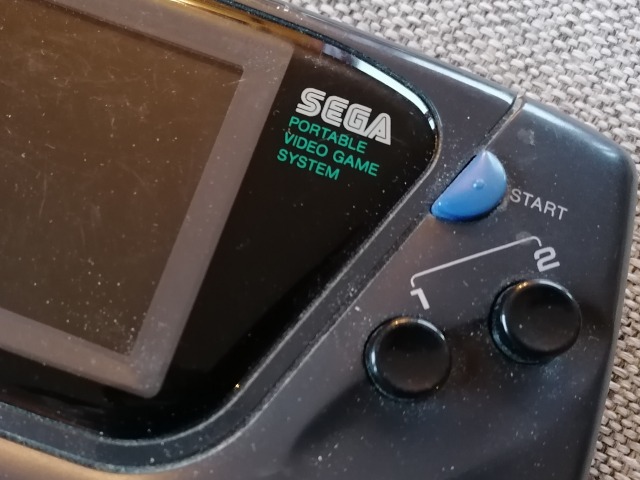 SEGA
PORTABLE
VIDEO GAME
SYSTEM
START
2
1